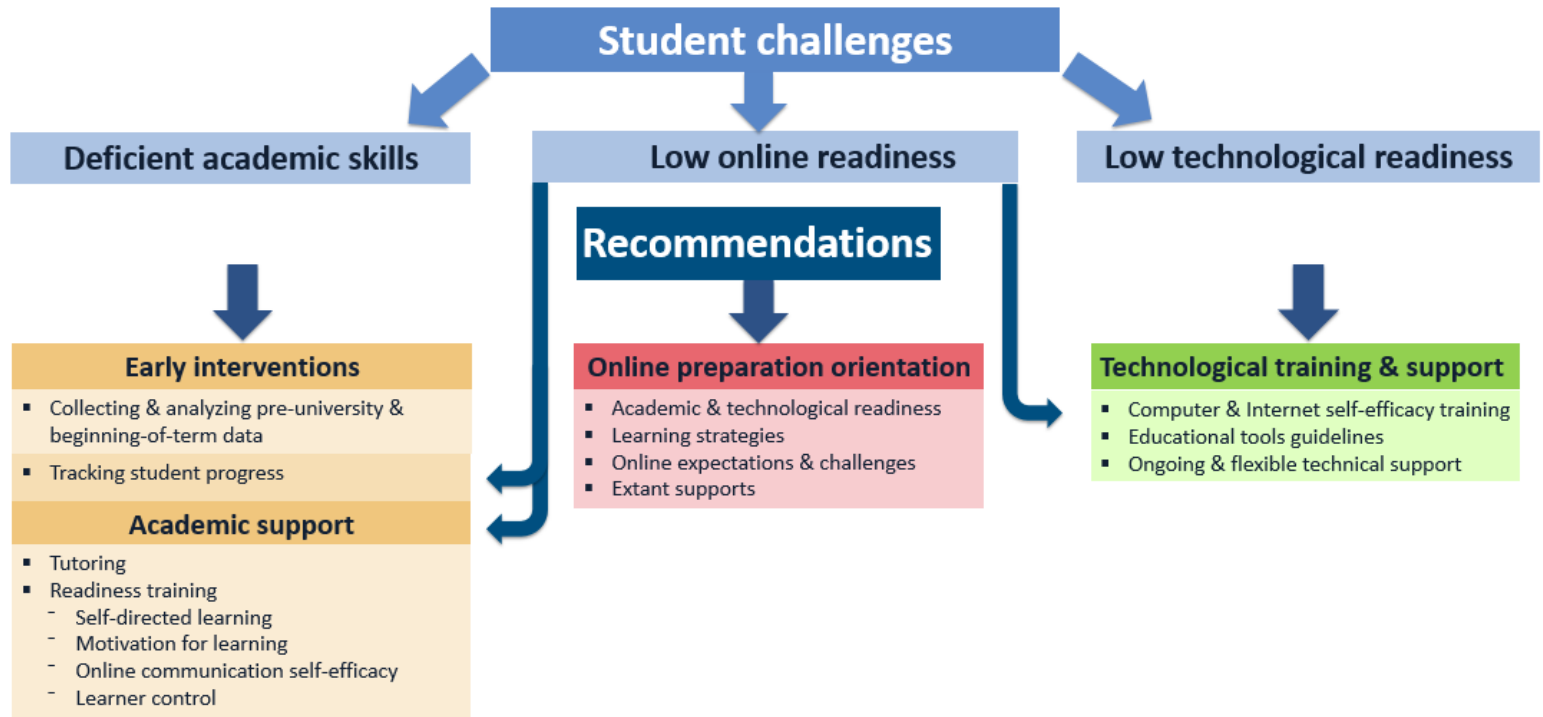 Student challenges
Deficient academic skills
Low online readiness
Low technological readiness
Recommendations
Early interventions
▪ Collecting & analyzing pre-university &
beginning-of-term data
▪ Tracking student progress
Academic support
▪ Tutoring
▪ Readiness training
- Self-directed learning
- Motivation for learning
- Online communication self-efficacy
- Learner control
Online preparation orientation
▪ Academic & technological readiness
▪ Learning strategies
▪ Online expectations & challenges
▪ Extant supports
Technological training & support
▪ Computer & Internet self-efficacy training
▪ Educational tools guidelines
▪ Ongoing & flexible technical support